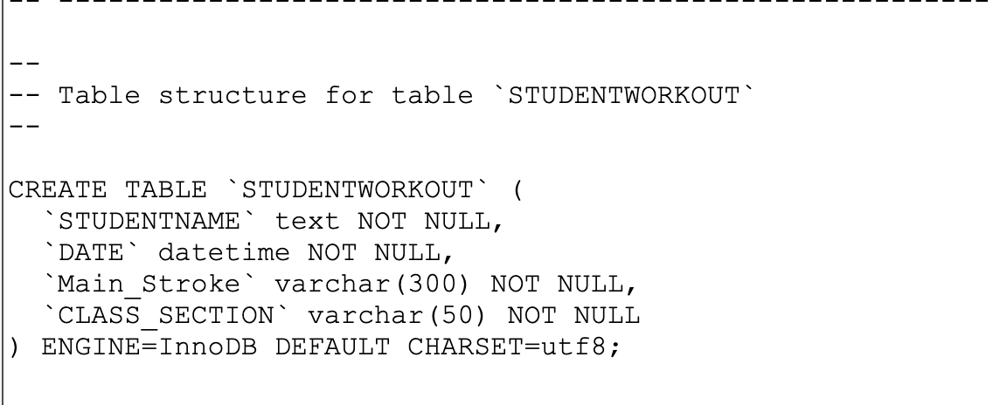 -- --------------------------------------------------------
--
-- Table structure for table `STUDENTWORKOUT`
--
CREATE TABLE `STUDENTWORKOUT` (
  `STUDENTNAME` text NOT NULL,
  `DATE` datetime NOT NULL,
  `Main_Stroke` varchar(300) NOT NULL,
  `CLASS_SECTION` varchar(50) NOT NULL
) ENGINE=InnoDB DEFAULT CHARSET=utf8;